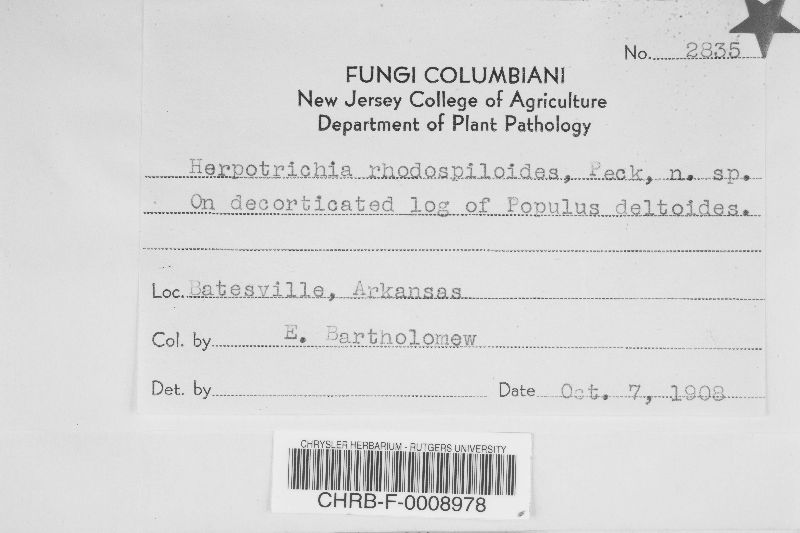 No. 2835
FUNGI COLUMBIANI
New Jersey College of Agriculture
Department of Plant Pathology
Herpotrichia rhodospiloides, Peck, n. sp.
On decorticated log of Populus deltoides.
Loc. Batesville, Arkansas
Col. by E. Bartholomew
Det. by
Date Oct. 7, 1908
CHRYSLER HERBARIUM - RUTGERS UNIVERSITY
CHRB-F-0008978